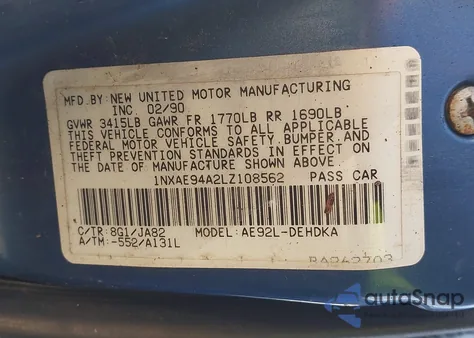 MFD.BY:NEW UNITED MOTOR MANUFACTURING
INC. 02/90
GVWR 3415LB GAWR FR 1770LB RR 1690LB
THIS VEHICLE CONFORMS TO ALL APPLICABLE
FEDERAL MOTOR VEHICLE SAFETY, BUMPER, AND
THEFT PREVENTION STANDARDS IN EFFECT ON
THE DATE OF MANUFACTURE SHOWN ABOVE.
1NXAE94A2LZ108562 PASS CAR
C/TR:8G1/JA82 MODEL:AE92L-DEHDKA
A/TM:-552/A131L
autoSnap